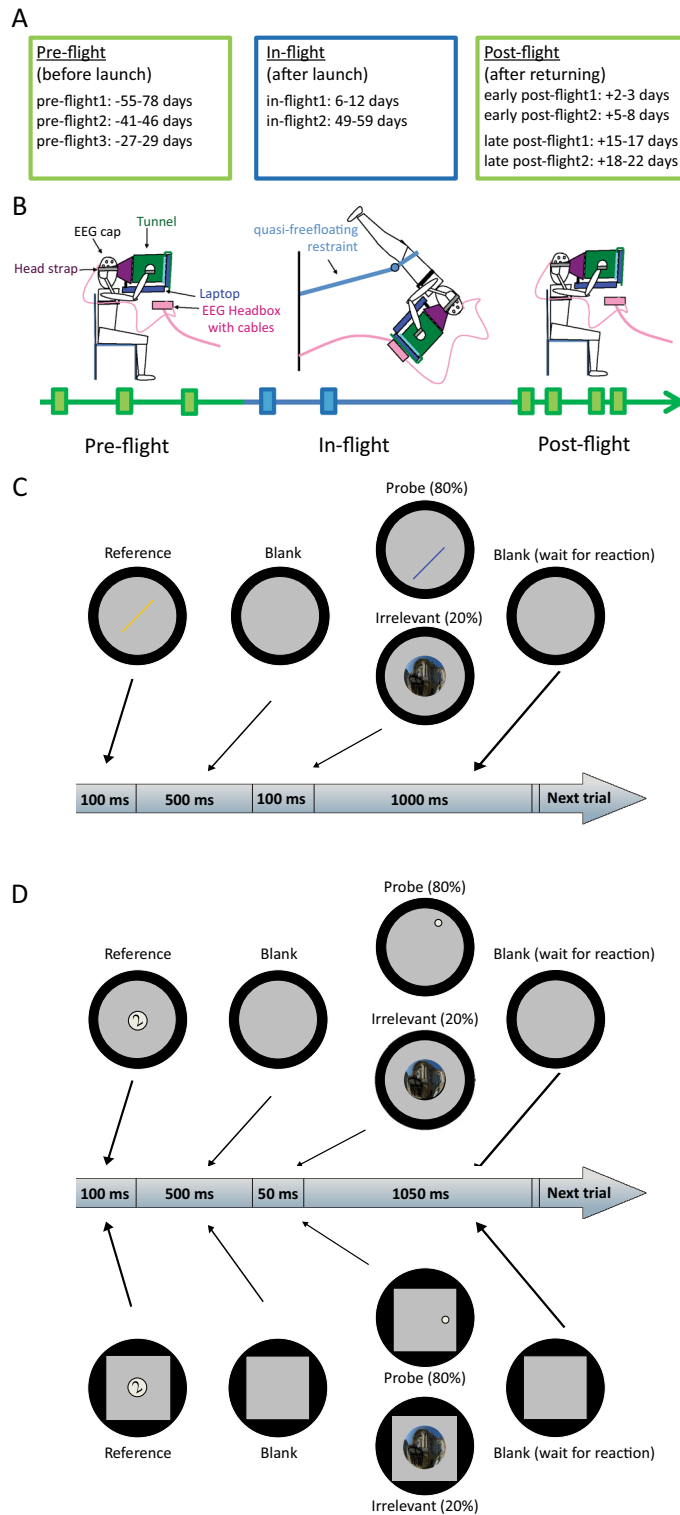 A
Pre-flight
(before launch)
pre-flight1: -55-78 days
pre-flight2: -41-46 days
pre-flight3: -27-29 days
In-flight
(after launch)
in-flight1: 6-12 days
in-flight2: 49-59 days
Post-flight
(after returning)
early post-flight1: +2-3 days
early post-flight2: +5-8 days
late post-flight1: +15-17 days
late post-flight2: +18-22 days
B
EEG cap
Tunnel
Head strap
Laptop
EEG Headbox
with cables
quasi-freefloating
restraint
Pre-flight
In-flight
Post-flight
C
Probe (80%)
Reference
Blank
Blank (wait for reaction)
Irrelevant (20%)
100 ms
500 ms
100 ms
1000 ms
Next trial
D
Probe (80%)
Reference
Blank
Blank (wait for reaction)
2
Irrelevant (20%)
100 ms
500 ms
50 ms
1050 ms
Next trial
2
Probe (80%)
Reference
Blank
Blank (wait for reaction)
Irrelevant (20%)